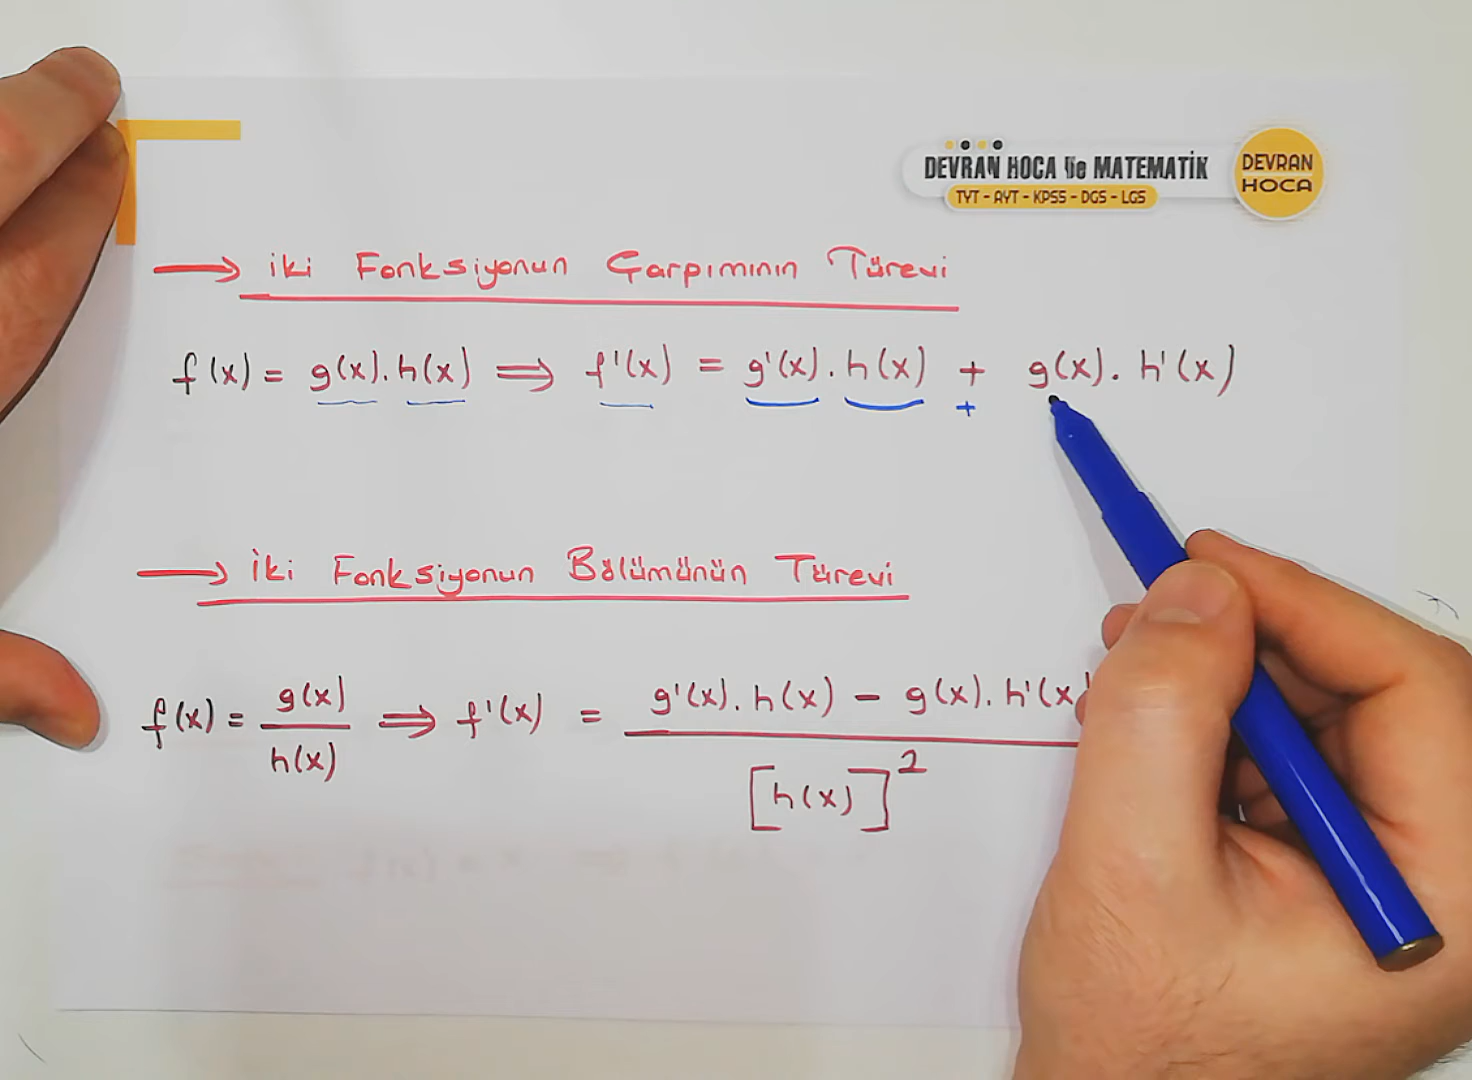 DEVRAN HOCA ile MATEMATİK
TYT - AYT - KPSS - DGS - LGS
DEVRAN
HOCA
→ iki Fonksiyonun Çarpımının Türevi
f(x) = g(x).h(x) ⟹ f'(x) = g'(x).h(x) + g(x).h'(x)
+
→ İki Fonksiyonun Bölümünün Türevi
f(x) = g(x)/h(x) ⟹ f'(x) = g'(x).h(x) - g(x).h'(x)/[h(x)]²